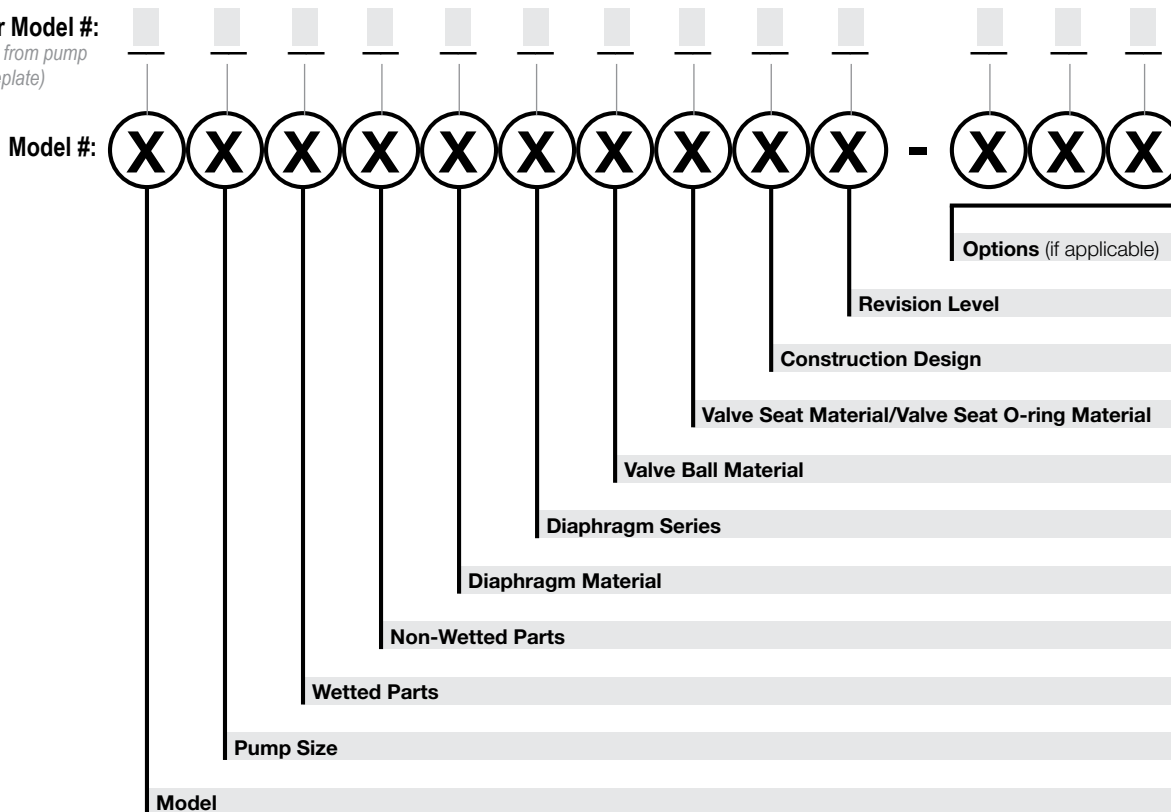 r Model #:
from pump
plate)
Model #: X X X X X X X X X X - X X X
Options (if applicable)
Revision Level
Construction Design
Valve Seat Material/Valve Seat O-ring Material
Valve Ball Material
Diaphragm Series
Diaphragm Material
Non-Wetted Parts
Wetted Parts
Pump Size
Model